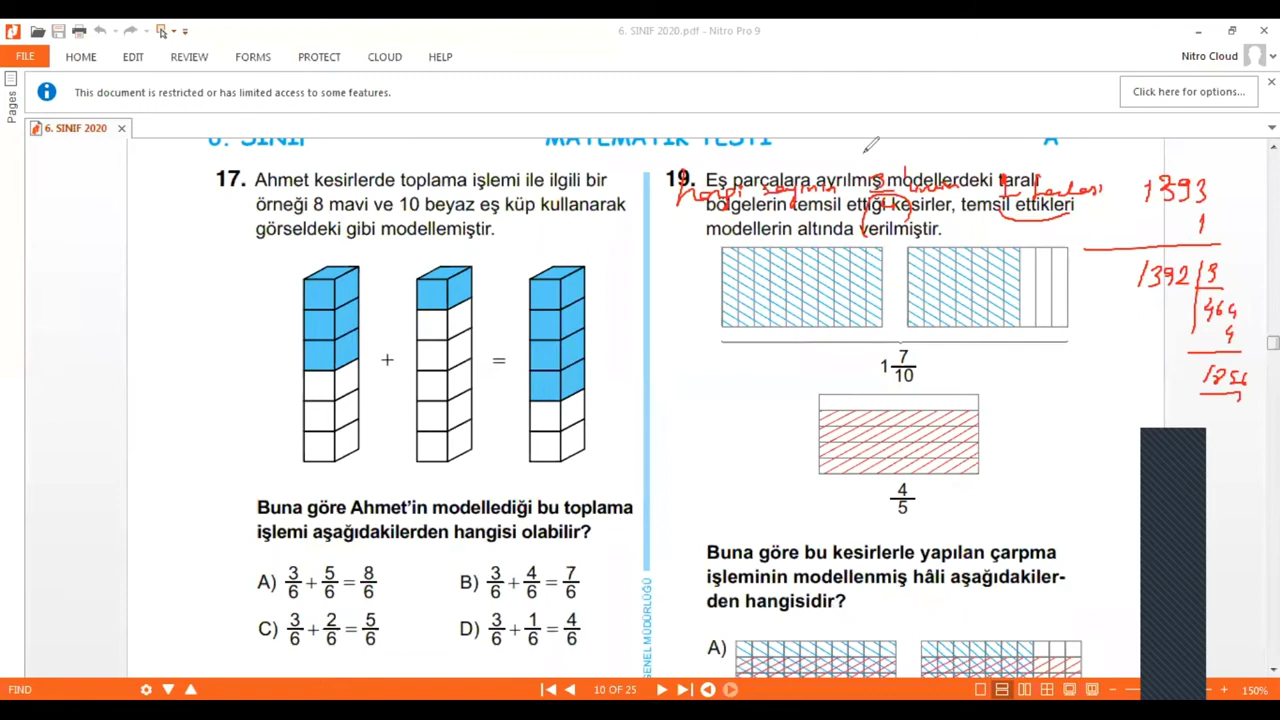 6. SINIF 2020.pdf - Nitro Pro 9
FILE HOME EDIT REVIEW FORMS PROTECT CLOUD HELP
Nitro Cloud
This document is restricted or has limited access to some features.
Click here for options...
Pages
6. SINIF 2020
6. SINIF MATEMATİK TESTİ A
17. Ahmet kesirlerde toplama işlemi ile ilgili bir
örneği 8 mavi ve 10 beyaz eş küp kullanarak
görseldeki gibi modellemiştir.
+ =
Buna göre Ahmet'in modellediği bu toplama
işlemi aşağıdakilerden hangisi olabilir?
A) 3/6 + 5/6 = 8/6 B) 3/6 + 4/6 = 7/6
C) 3/6 + 2/6 = 5/6 D) 3/6 + 1/6 = 4/6
GENEL MÜDÜRLÜĞÜ
19. Eş parçalara ayrılmış modellerdeki taralı
bölgelerin temsil ettiği kesirler, temsil ettikleri
modellerin altında verilmiştir.
hangi sayının 3
1 7/10
4/5
Buna göre bu kesirlerle yapılan çarpma
işleminin modellenmiş hâli aşağıdakiler-
den hangisidir?
A)
1393
1
1392 3
464
4
1856
FIND
10 OF 25
150%